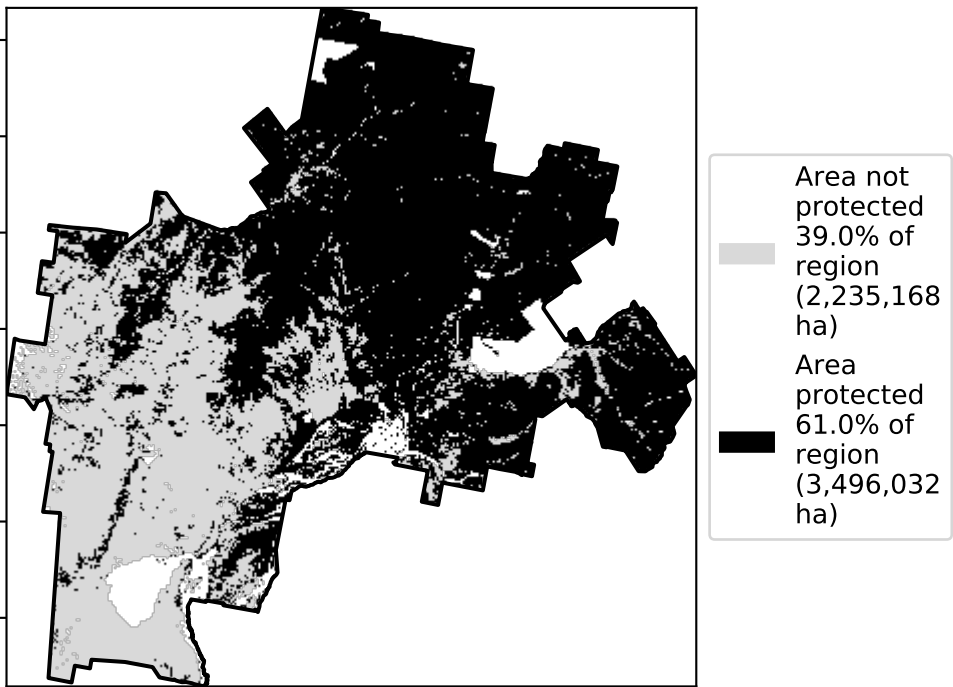 Area not
protected
39.0% of
region
(2,235,168
ha)
Area
protected
61.0% of
region
(3,496,032
ha)